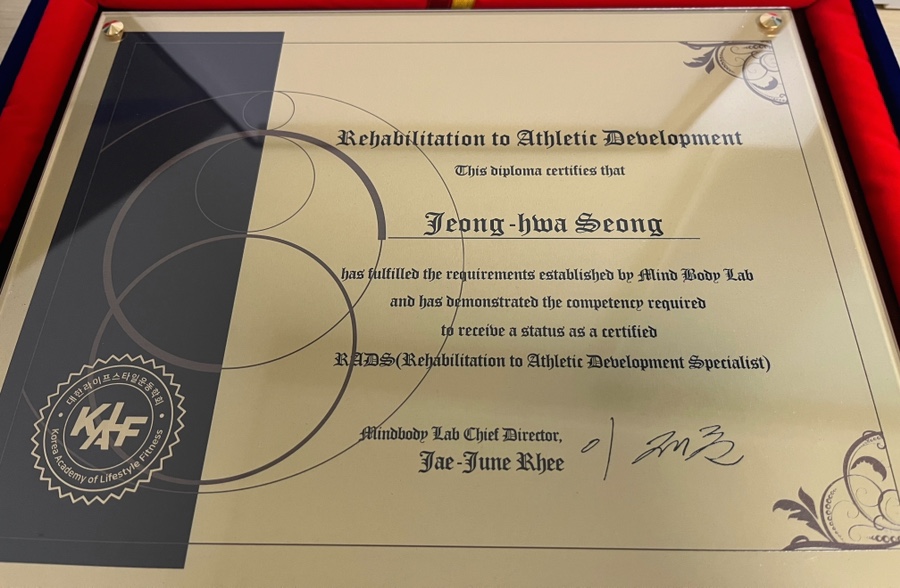 Rehabilitation to Athletic Development
This diploma certifies that
Jeong-hwa Seong
has fulfilled the requirements established by Mind Body Lab
and has demonstrated the competency required
to receive a status as a certified
RADS(Rehabilitation to Athletic Development Specialist)
Mindbody Lab Chief Director,
Jae-June Rhee
이 재준
대한라이프스타일운동학회
KALF
Korea Academy of Lifestyle Fitness